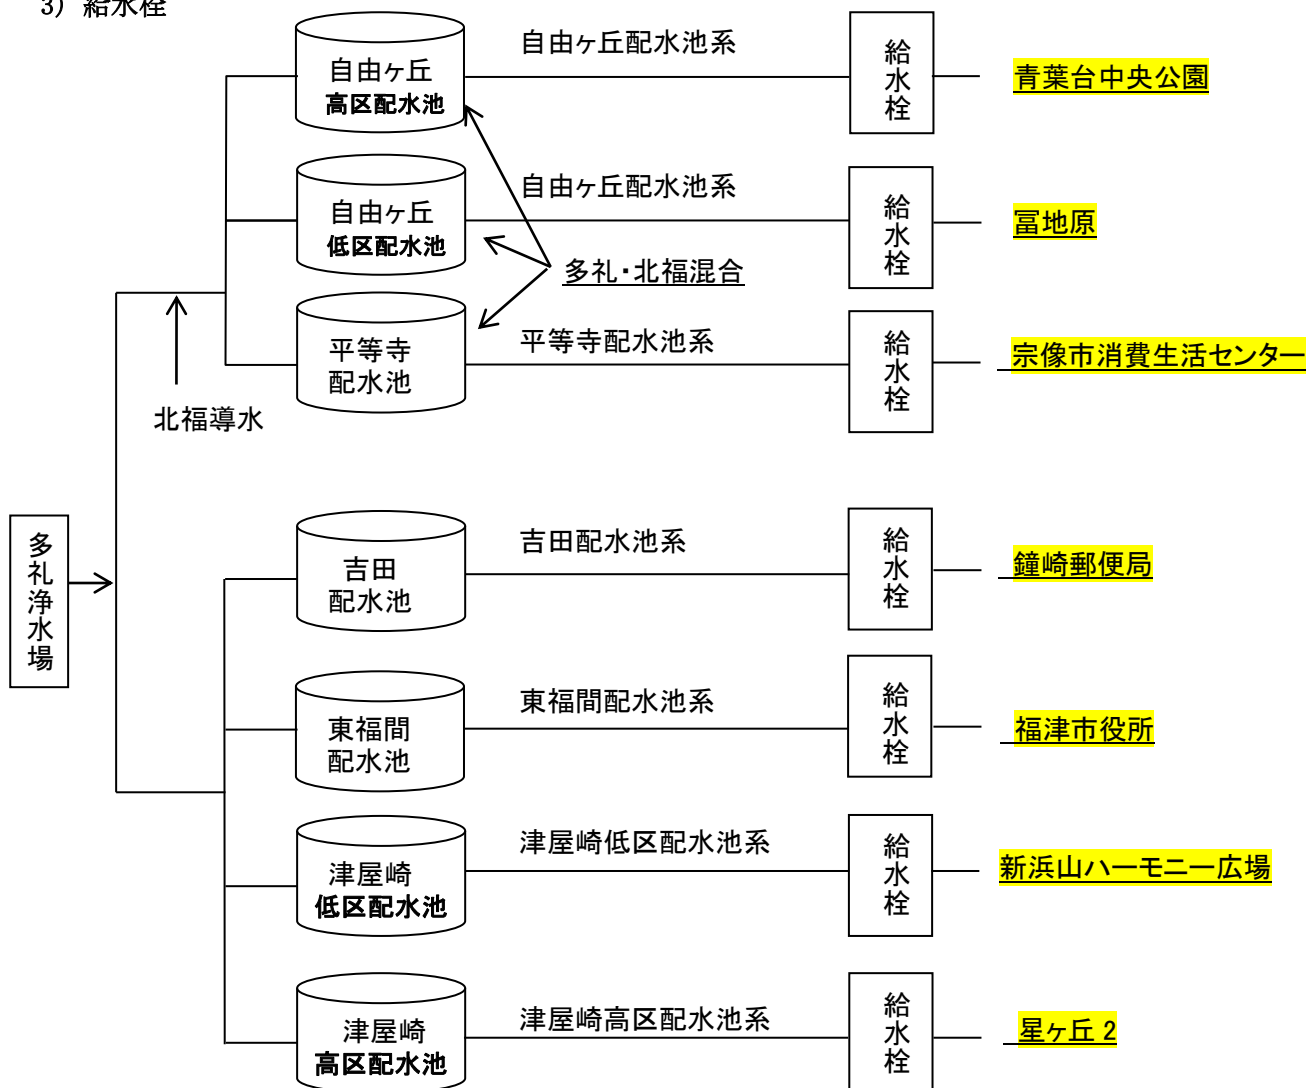 3）給水栓
自由ヶ丘
高区配水池
自由ヶ丘配水池系
給水栓
青葉台中央公園
自由ヶ丘
低区配水池
自由ヶ丘配水池系
給水栓
冨地原
多礼・北福混合
平等寺
配水池
平等寺配水池系
給水栓
宗像市消費生活センター
北福導水
多礼浄水場
吉田
配水池
吉田配水池系
給水栓
鐘崎郵便局
東福間
配水池
東福間配水池系
給水栓
福津市役所
津屋崎
低区配水池
津屋崎低区配水池系
給水栓
新浜山ハーモニー広場
津屋崎
高区配水池
津屋崎高区配水池系
給水栓
星ヶ丘 2